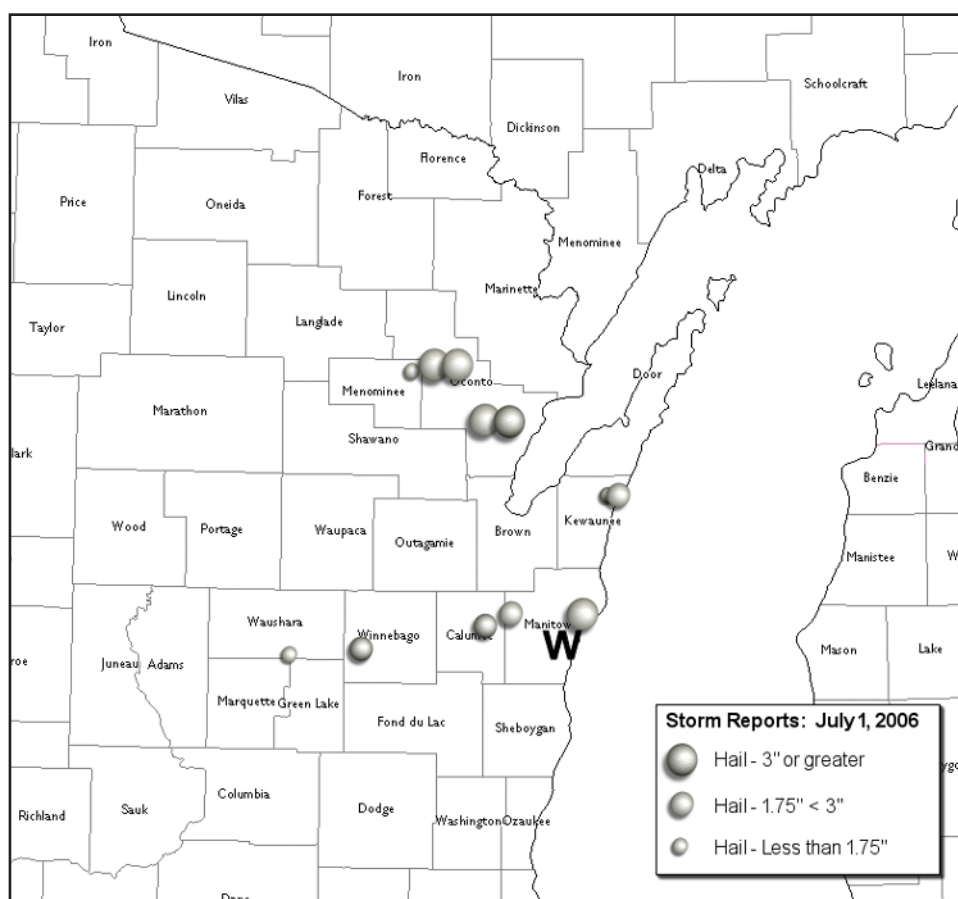 Iron
Iron
Schoolcraft
Vilas
Dickinson
Florence
Delta
Forest
Price
Oneida
Menominee
Marinette
Lincoln
Langlade
Taylor
Door
Oconto
Leelana
Menominee
Marathon
Shawano
Grand
lark
Benzie
Wood
Portage
Waupaca
Brown
Kewaunee
Outagamie
Manistee
W
Waushara
Winnebago
Calumet
Manitow
W
Mason
Lake
roe
Juneau
Adams
Marquette
Green Lake
Fond du Lac
Sheboygan
Storm Reports: July 1, 2006
Hail - 3" or greater
Hail - 1.75" < 3"
Hail - Less than 1.75"
Columbia
Sauk
Dodge
Richland
Washington
Ozaukee